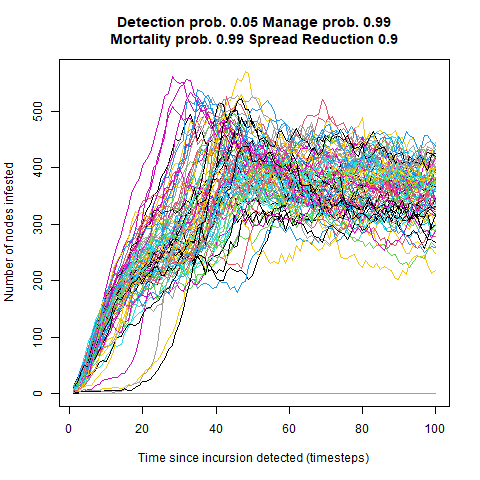 Detection prob. 0.05 Manage prob. 0.99
Mortality prob. 0.99 Spread Reduction 0.9
Number of nodes infested
500
400
300
200
100
0
0 20 40 60 80 100
Time since incursion detected (timesteps)